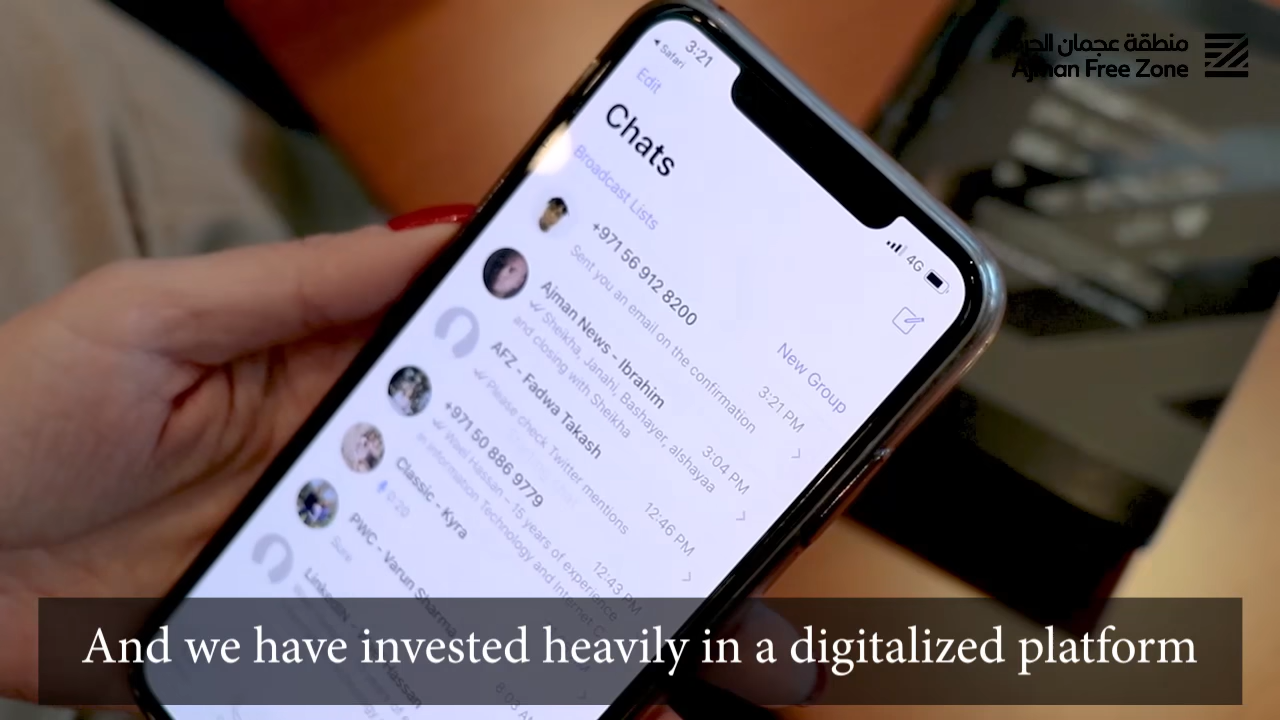 منطقة عجمان الحرة
Ajman Free Zone
Safari
3:21
4G
Edit
Chats
Broadcast Lists
New Group
+971 56 912 8200
3:21 PM
Sent you an email on the confirmation
Ajman News - Ibrahim
3:04 PM
Sheikha, Janahi, Bashayer, alshayaa
and closing with Sheikha
AFZ - Fadwa Takash
12:46 PM
Please check Twitter mentions
+971 50 886 9779
12:43 PM
Wael Hassan – 15 years of experience
in information Technology and Internet
Classic - Kyra
0:20
PWC - Varun Sharma
Sure
LinkedIN
Hassan
And we have invested heavily in a digitalized platform